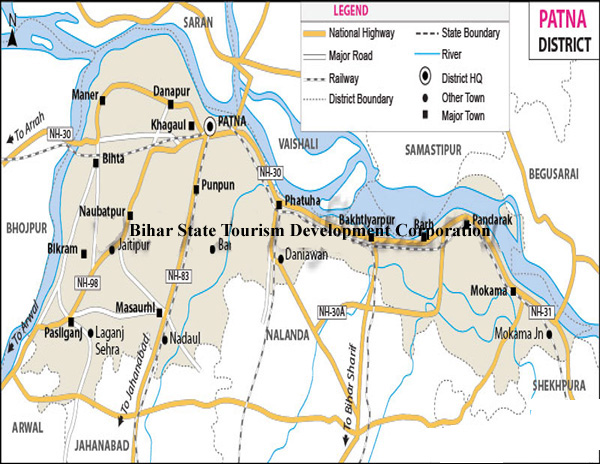 N
SARAN
LEGEND
National Highway
Major Road
Railway
District Boundary
State Boundary
River
District HQ
Other Town
Major Town
PATNA
DISTRICT
Maner
Danapur
Khagaul
PATNA
To Arrah
NH-30
VAISHALI
SAMASTIPUR
BEGUSARAI
Bihta
NH-30
Punpun
Phatuha
Naubatpur
Bakhtiyarpur
Barh
Pandarak
BHOJPUR
Bihar State Tourism Development Corporation
Bikram
Jaitipur
Bai
Daniawan
NH-98
NH-83
Mokama
Masaurhi
NH-30A
NH-31
To Arwal
Pasliganj
Laganj
Sehra
Nadaul
NALANDA
Mokama Jn
To Jahanabad
To Bihar Sharif
SHEKHPURA
ARWAL
JAHANABAD